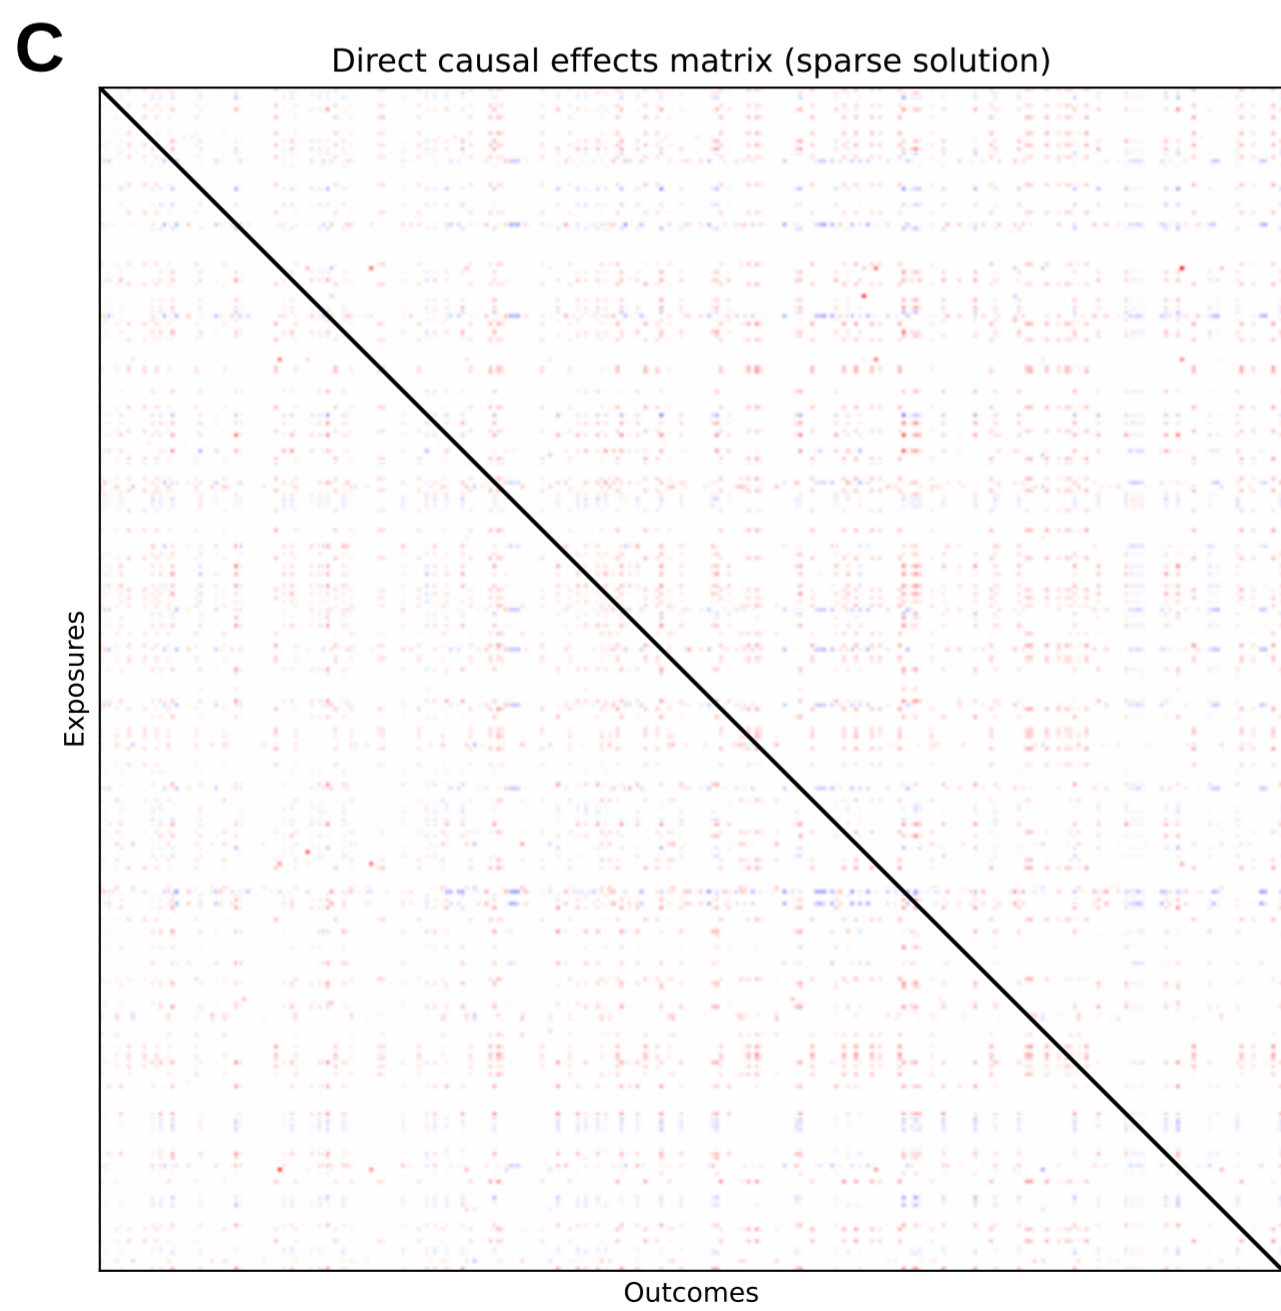 C
Direct causal effects matrix (sparse solution)
Exposures
Outcomes